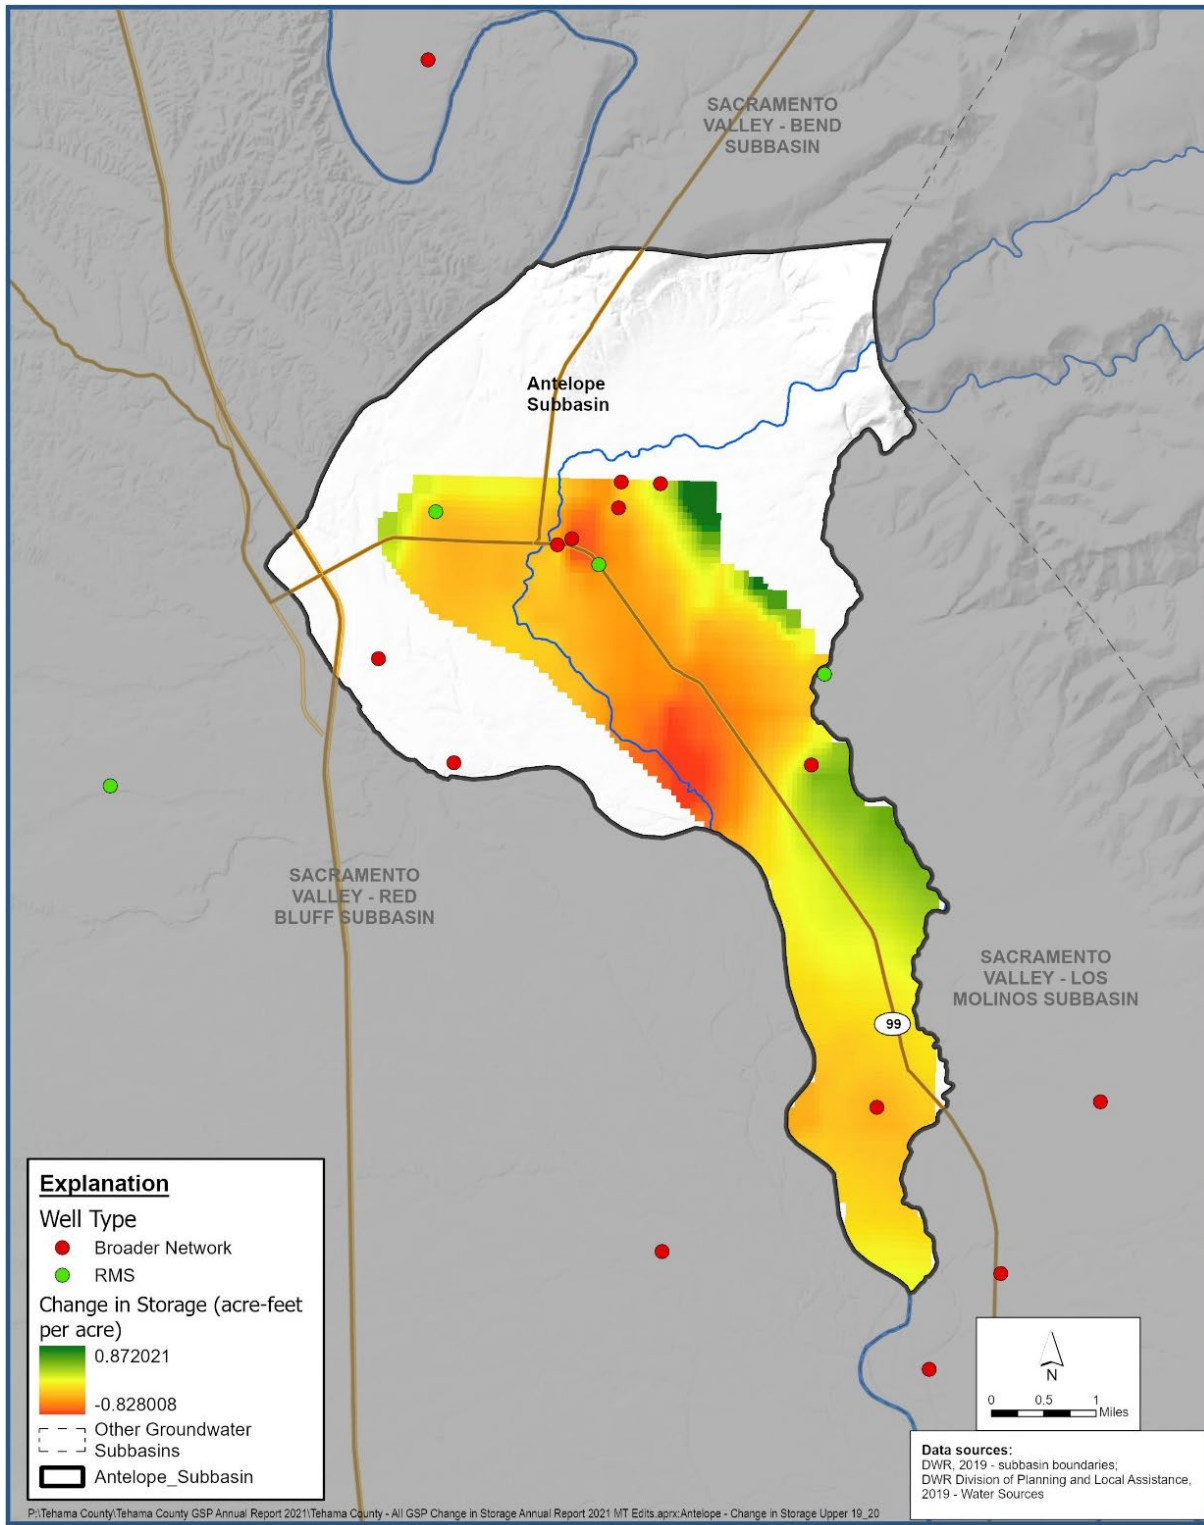 SACRAMENTO
VALLEY - BEND
SUBBASIN
Antelope
Subbasin
SACRAMENTO
VALLEY - RED
BLUFF SUBBASIN
SACRAMENTO
VALLEY - LOS
MOLINOS SUBBASIN
99
Explanation
Well Type
Broader Network
RMS
Change in Storage (acre-feet
per acre)
0.872021
-0.828008
Other Groundwater
Subbasins
Antelope_Subbasin
N
0 0.5 1
Miles
Data sources:
DWR, 2019 - subbasin boundaries;
DWR Division of Planning and Local Assistance,
2019 - Water Sources
P:\Tehama County\Tehama County GSP Annual Report 2021\Tehama County - All GSP Change in Storage Annual Report 2021 MT Edits.aprx:Antelope - Change in Storage Upper 19_20